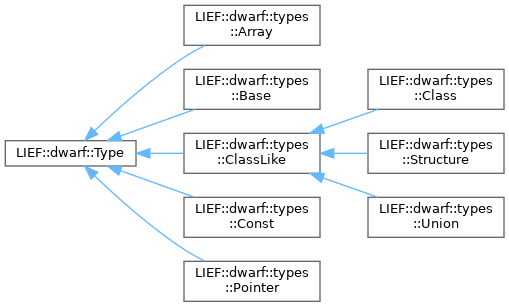 LIEF::dwarf::Type
LIEF::dwarf::types
::Array
LIEF::dwarf::types
::Base
LIEF::dwarf::types
::ClassLike
LIEF::dwarf::types
::Const
LIEF::dwarf::types
::Pointer
LIEF::dwarf::types
::Class
LIEF::dwarf::types
::Structure
LIEF::dwarf::types
::Union